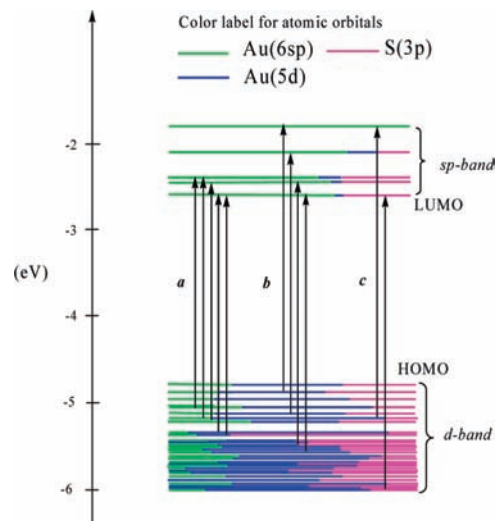 Color label for atomic orbitals
Au(6sp) S(3p)
Au(5d)
-2
sp-band
LUMO
-3
(eV)
a b c
-4
HOMO
-5
d-band
-6